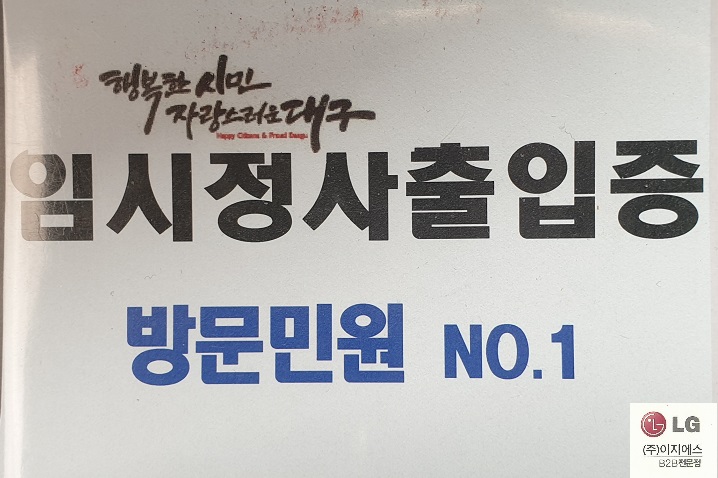 행복한 시민
자랑스러운 대구
Happy Citizens & Proud Daegu
임시정사출입증
방문민원 NO.1
LG
(주)이지에스
B2B전문점